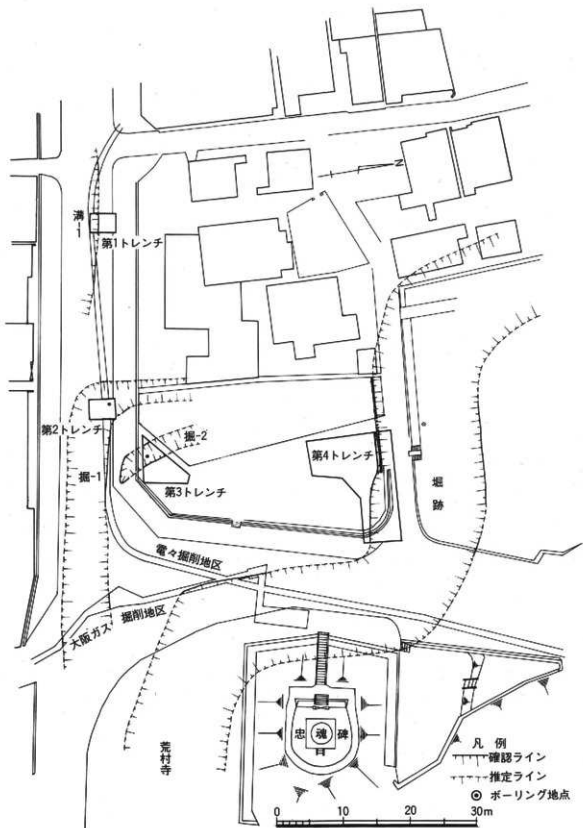 N
溝-1
第1トレンチ
第2トレンチ
掘-1
掘-2
第3トレンチ
第4トレンチ
堀跡
電々掘削地区
大阪ガス 掘削地区
荒村寺
忠魂碑
凡例
確認ライン
推定ライン
ボーリング地点
0 10 20 30m